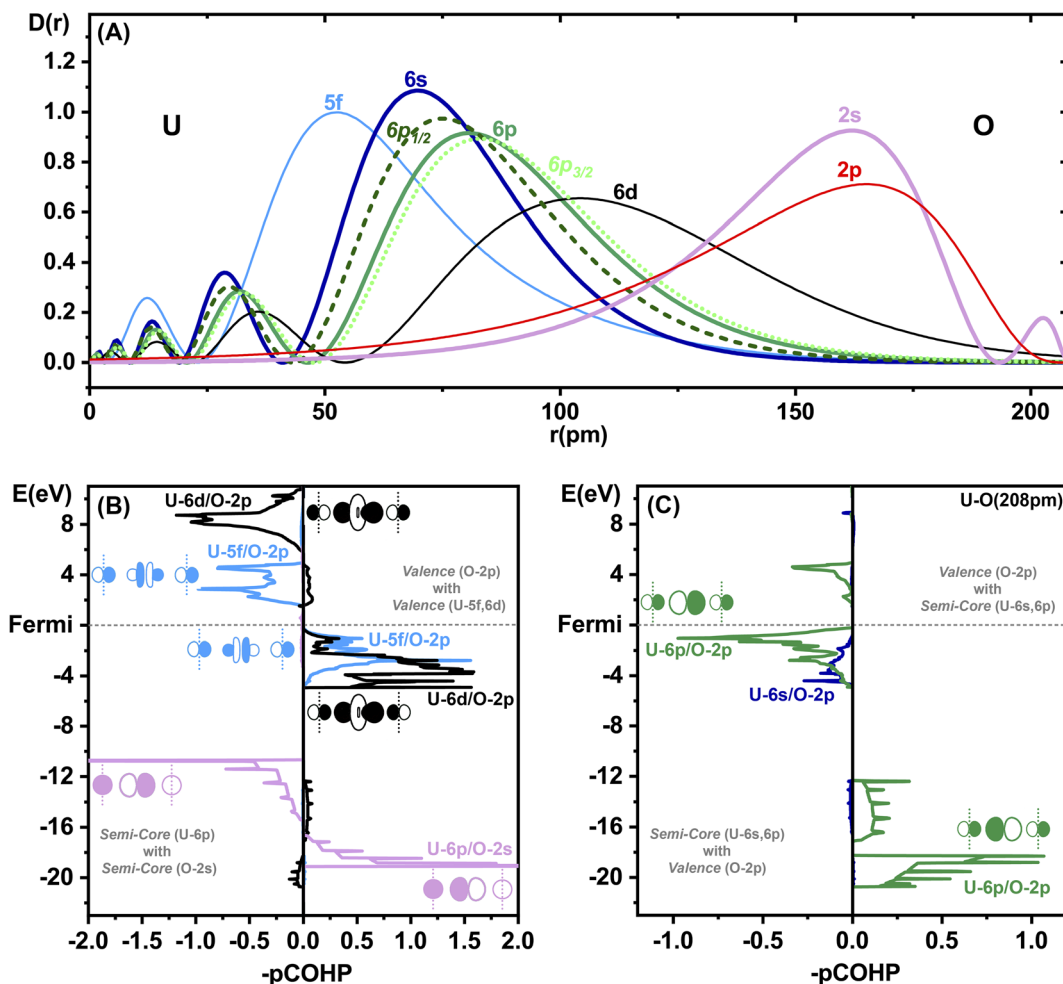 D(r)
(A)
1.2
1.0
0.8
0.6
0.4
0.2
0.0
U
5f
6s
6p1/2
6p
6p3/2
6d
2s
2p
O
0
50
100
150
200
r(pm)
E(eV)
(B)
U-6d/O-2p
8
4
U-5f/O-2p
Valence (O-2p)
with
Valence (U-5f,6d)
Fermi
U-5f/O-2p
-4
U-6d/O-2p
-8
-12
-16
Semi-Core (U-6p)
with
Semi-Core (O-2s)
U-6p/O-2s
-20
-2.0
-1.5
-1.0
-0.5
0.0
0.5
1.0
1.5
2.0
-pCOHP
E(eV)
(C)
U-O(208pm)
8
4
Valence (O-2p)
with
Semi-Core (U-6s,6p)
Fermi
U-6p/O-2p
-4
U-6s/O-2p
-8
-12
-16
Semi-Core (U-6s,6p)
with
Valence (O-2p)
U-6p/O-2p
-20
-1.0
-0.5
0.0
0.5
1.0
-pCOHP